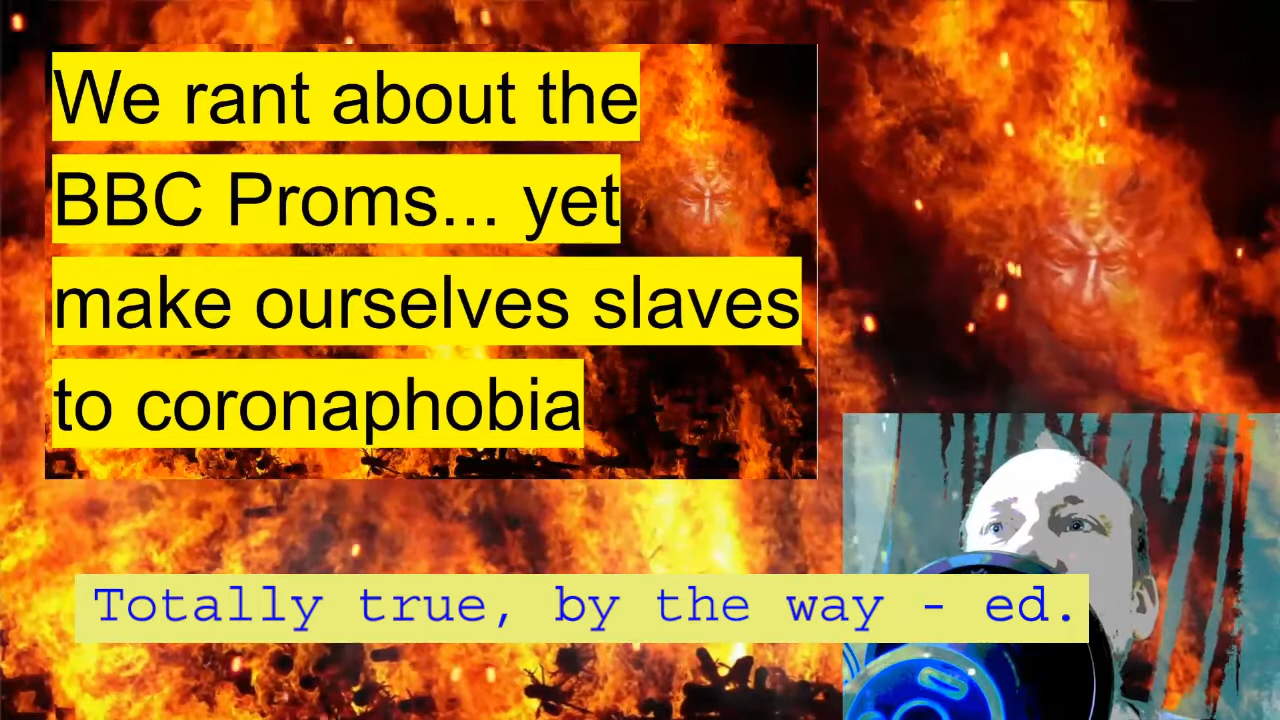 We rant about the
BBC Proms... yet
make ourselves slaves
to coronaphobia
Totally true, by the way - ed.